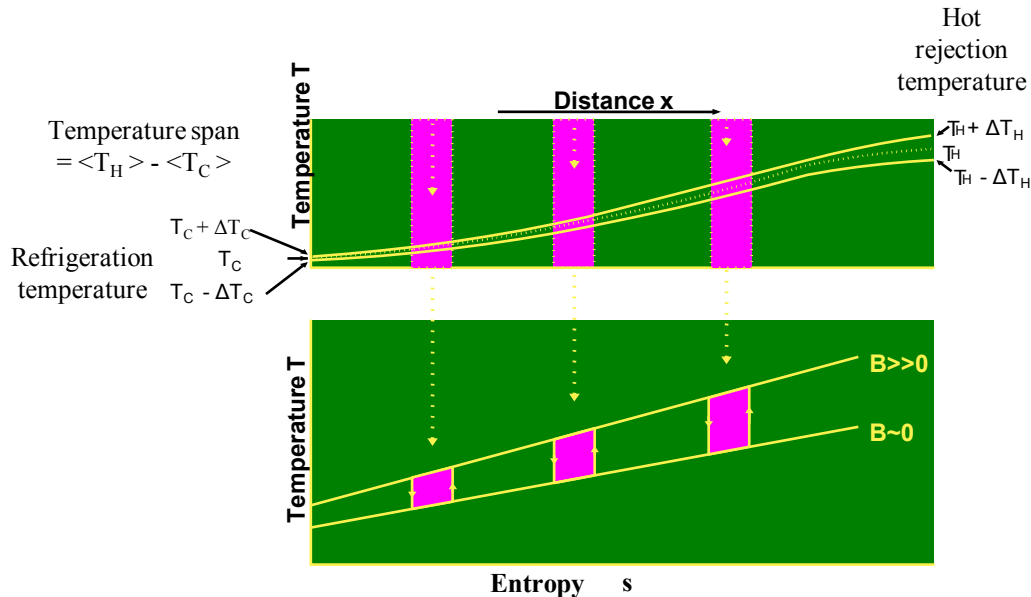 Hot
rejection
temperature
Temperature T
Distance x
Temperature span
= <T_H> - <T_C>
T_H + ΔT_H
T_H
T_H - ΔT_H
T_C + ΔT_C
Refrigeration
temperature
T_C
T_C - ΔT_C
Temperature T
B>>0
B~0
Entropy s